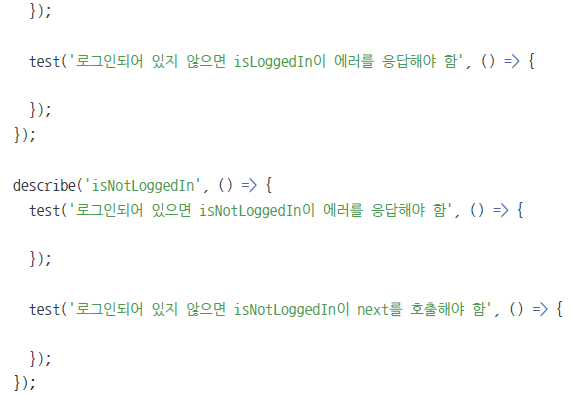 });
test('로그인되어 있지 않으면 isLoggedIn이 에러를 응답해야 함', () => {
});
});
describe('isNotLoggedIn', () => {
test('로그인되어 있으면 isNotLoggedIn이 에러를 응답해야 함', () => {
});
test('로그인되어 있지 않으면 isNotLoggedIn이 next를 호출해야 함', () => {
});
});